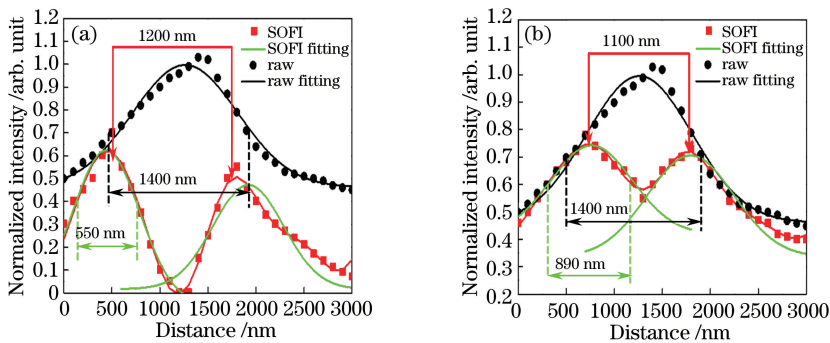 (a)
1200 nm
SOFI
SOFI fitting
raw
raw fitting
1400 nm
550 nm
Normalized intensity /arb. unit
1.2
1.1
1.0
0.9
0.8
0.7
0.6
0.5
0.4
0.3
0.2
0.1
0
0 500 1000 1500 2000 2500 3000
Distance /nm
(b)
1100 nm
SOFI
SOFI fitting
raw
raw fitting
1400 nm
890 nm
Normalized intensity /arb. unit
1.2
1.1
1.0
0.9
0.8
0.7
0.6
0.5
0.4
0.3
0.2
0 500 1000 1500 2000 2500 3000
Distance /nm